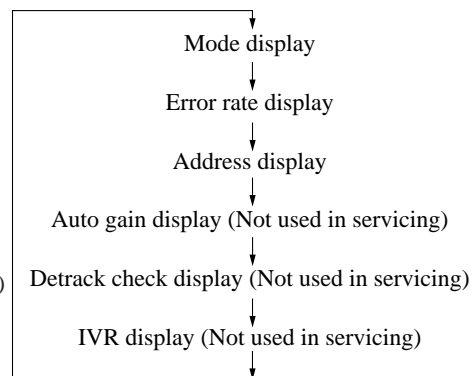 Mode display
Error rate display
Address display
Auto gain display (Not used in servicing)
Detrack check display (Not used in servicing)
)
IVR display (Not used in servicing)